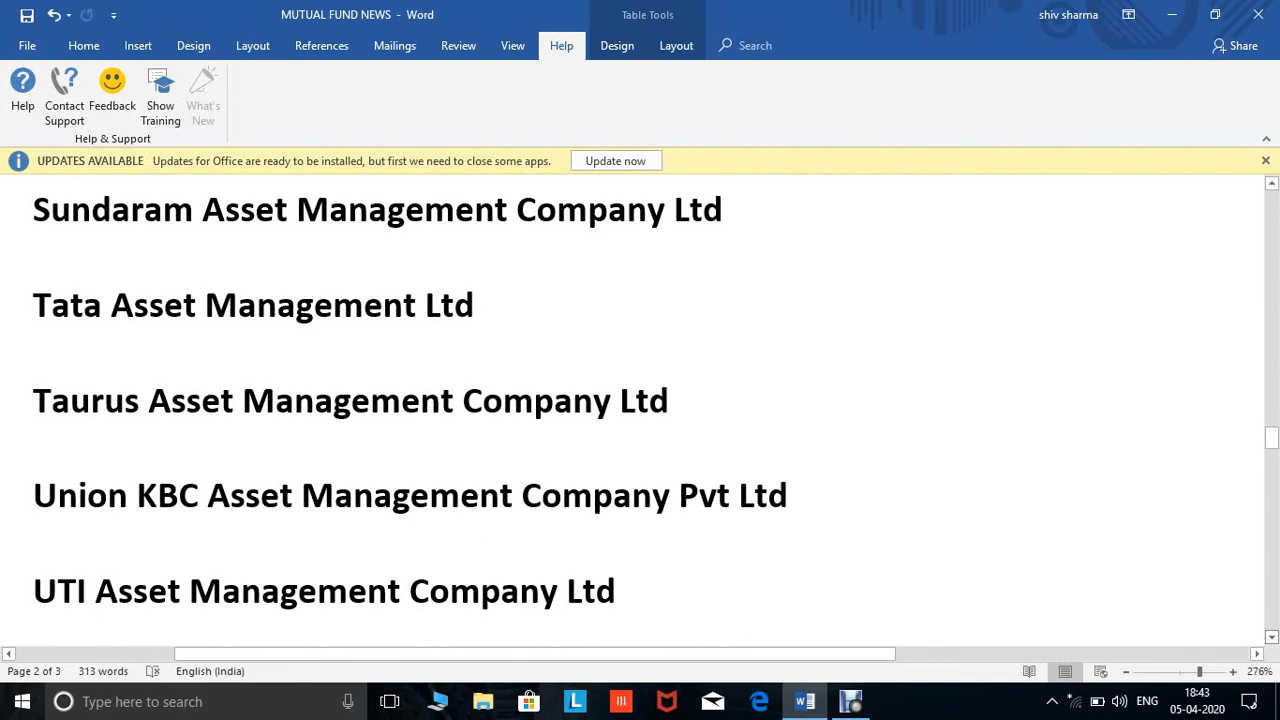 MUTUAL FUND NEWS - Word
Table Tools
shiv sharma
File Home Insert Design Layout References Mailings Review View Help Design Layout Search Share
Help Contact Support Feedback Show Training What's New
Help & Support
UPDATES AVAILABLE Updates for Office are ready to be installed, but first we need to close some apps. Update now
Sundaram Asset Management Company Ltd
Tata Asset Management Ltd
Taurus Asset Management Company Ltd
Union KBC Asset Management Company Pvt Ltd
UTI Asset Management Company Ltd
Page 2 of 3 313 words English (India) 276%
Type here to search ENG 18:43
05-04-2020